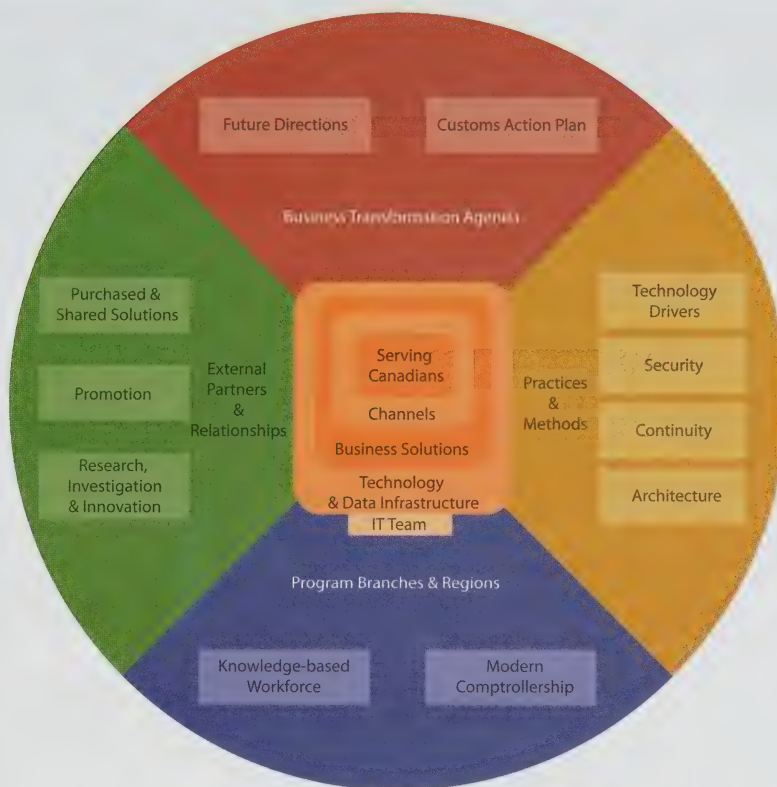 Future Directions
Customs Action Plan
Business Transformation Agenda
Purchased &
Shared Solutions
Promotion
Research,
Investigation
& Innovation
External
Partners
&
Relationships
Serving
Canadians
Channels
Business Solutions
Technology
& Data Infrastructure
IT Team
Practices
&
Methods
Technology
Drivers
Security
Continuity
Architecture
Program Branches & Regions
Knowledge-based
Workforce
Modern
Comptrollership